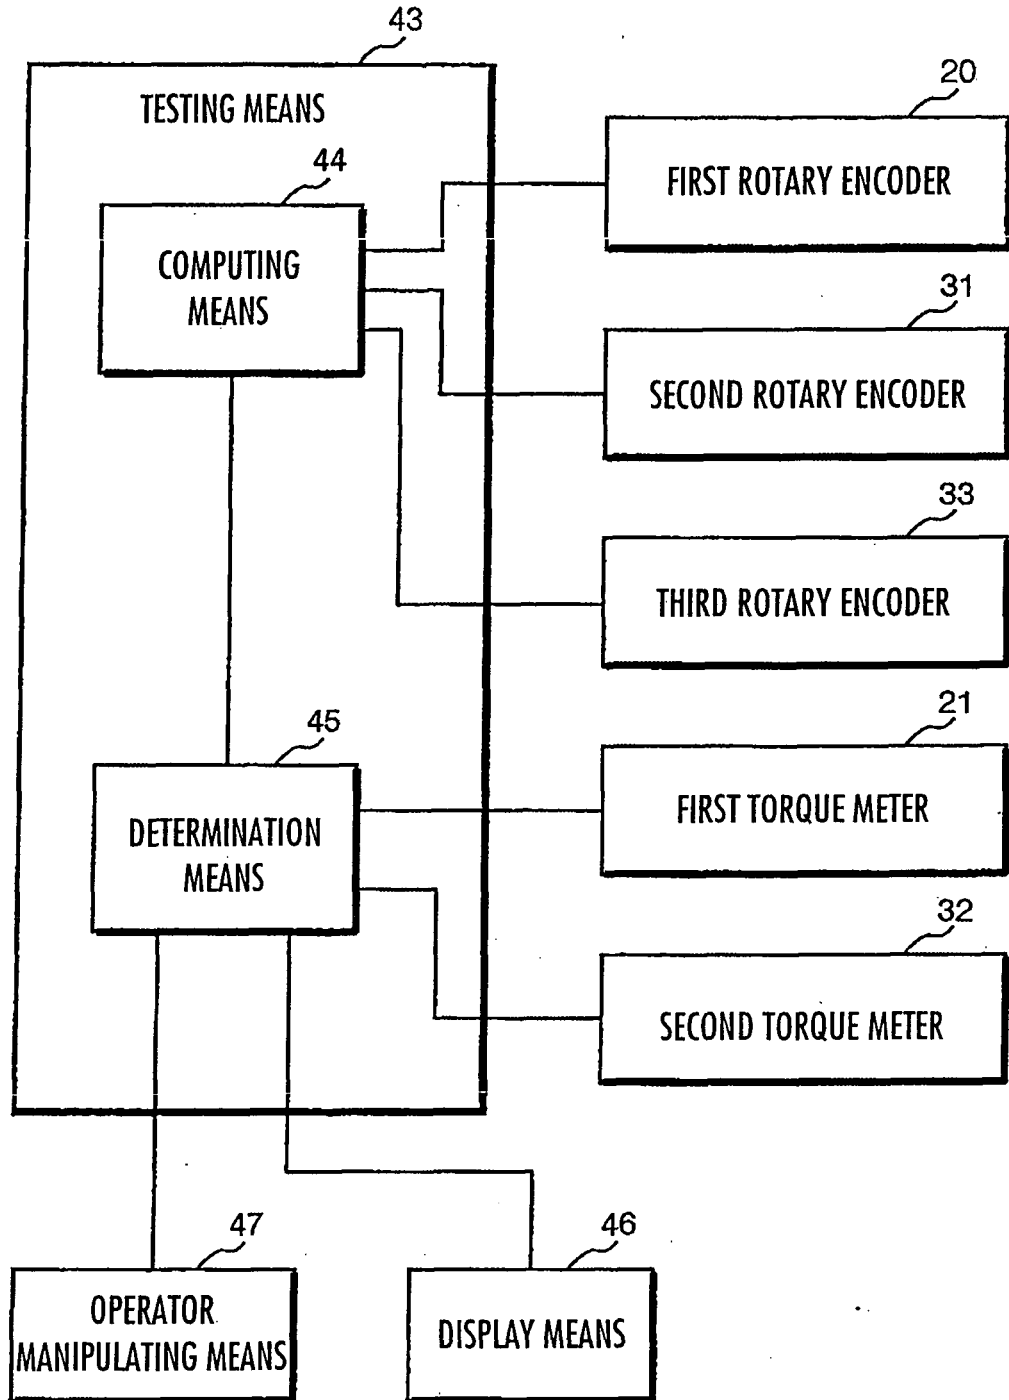 43
TESTING MEANS
44
COMPUTING
MEANS
20
FIRST ROTARY ENCODER
31
SECOND ROTARY ENCODER
33
THIRD ROTARY ENCODER
45
DETERMINATION
MEANS
21
FIRST TORQUE METER
32
SECOND TORQUE METER
47
OPERATOR
MANIPULATING MEANS
46
DISPLAY MEANS